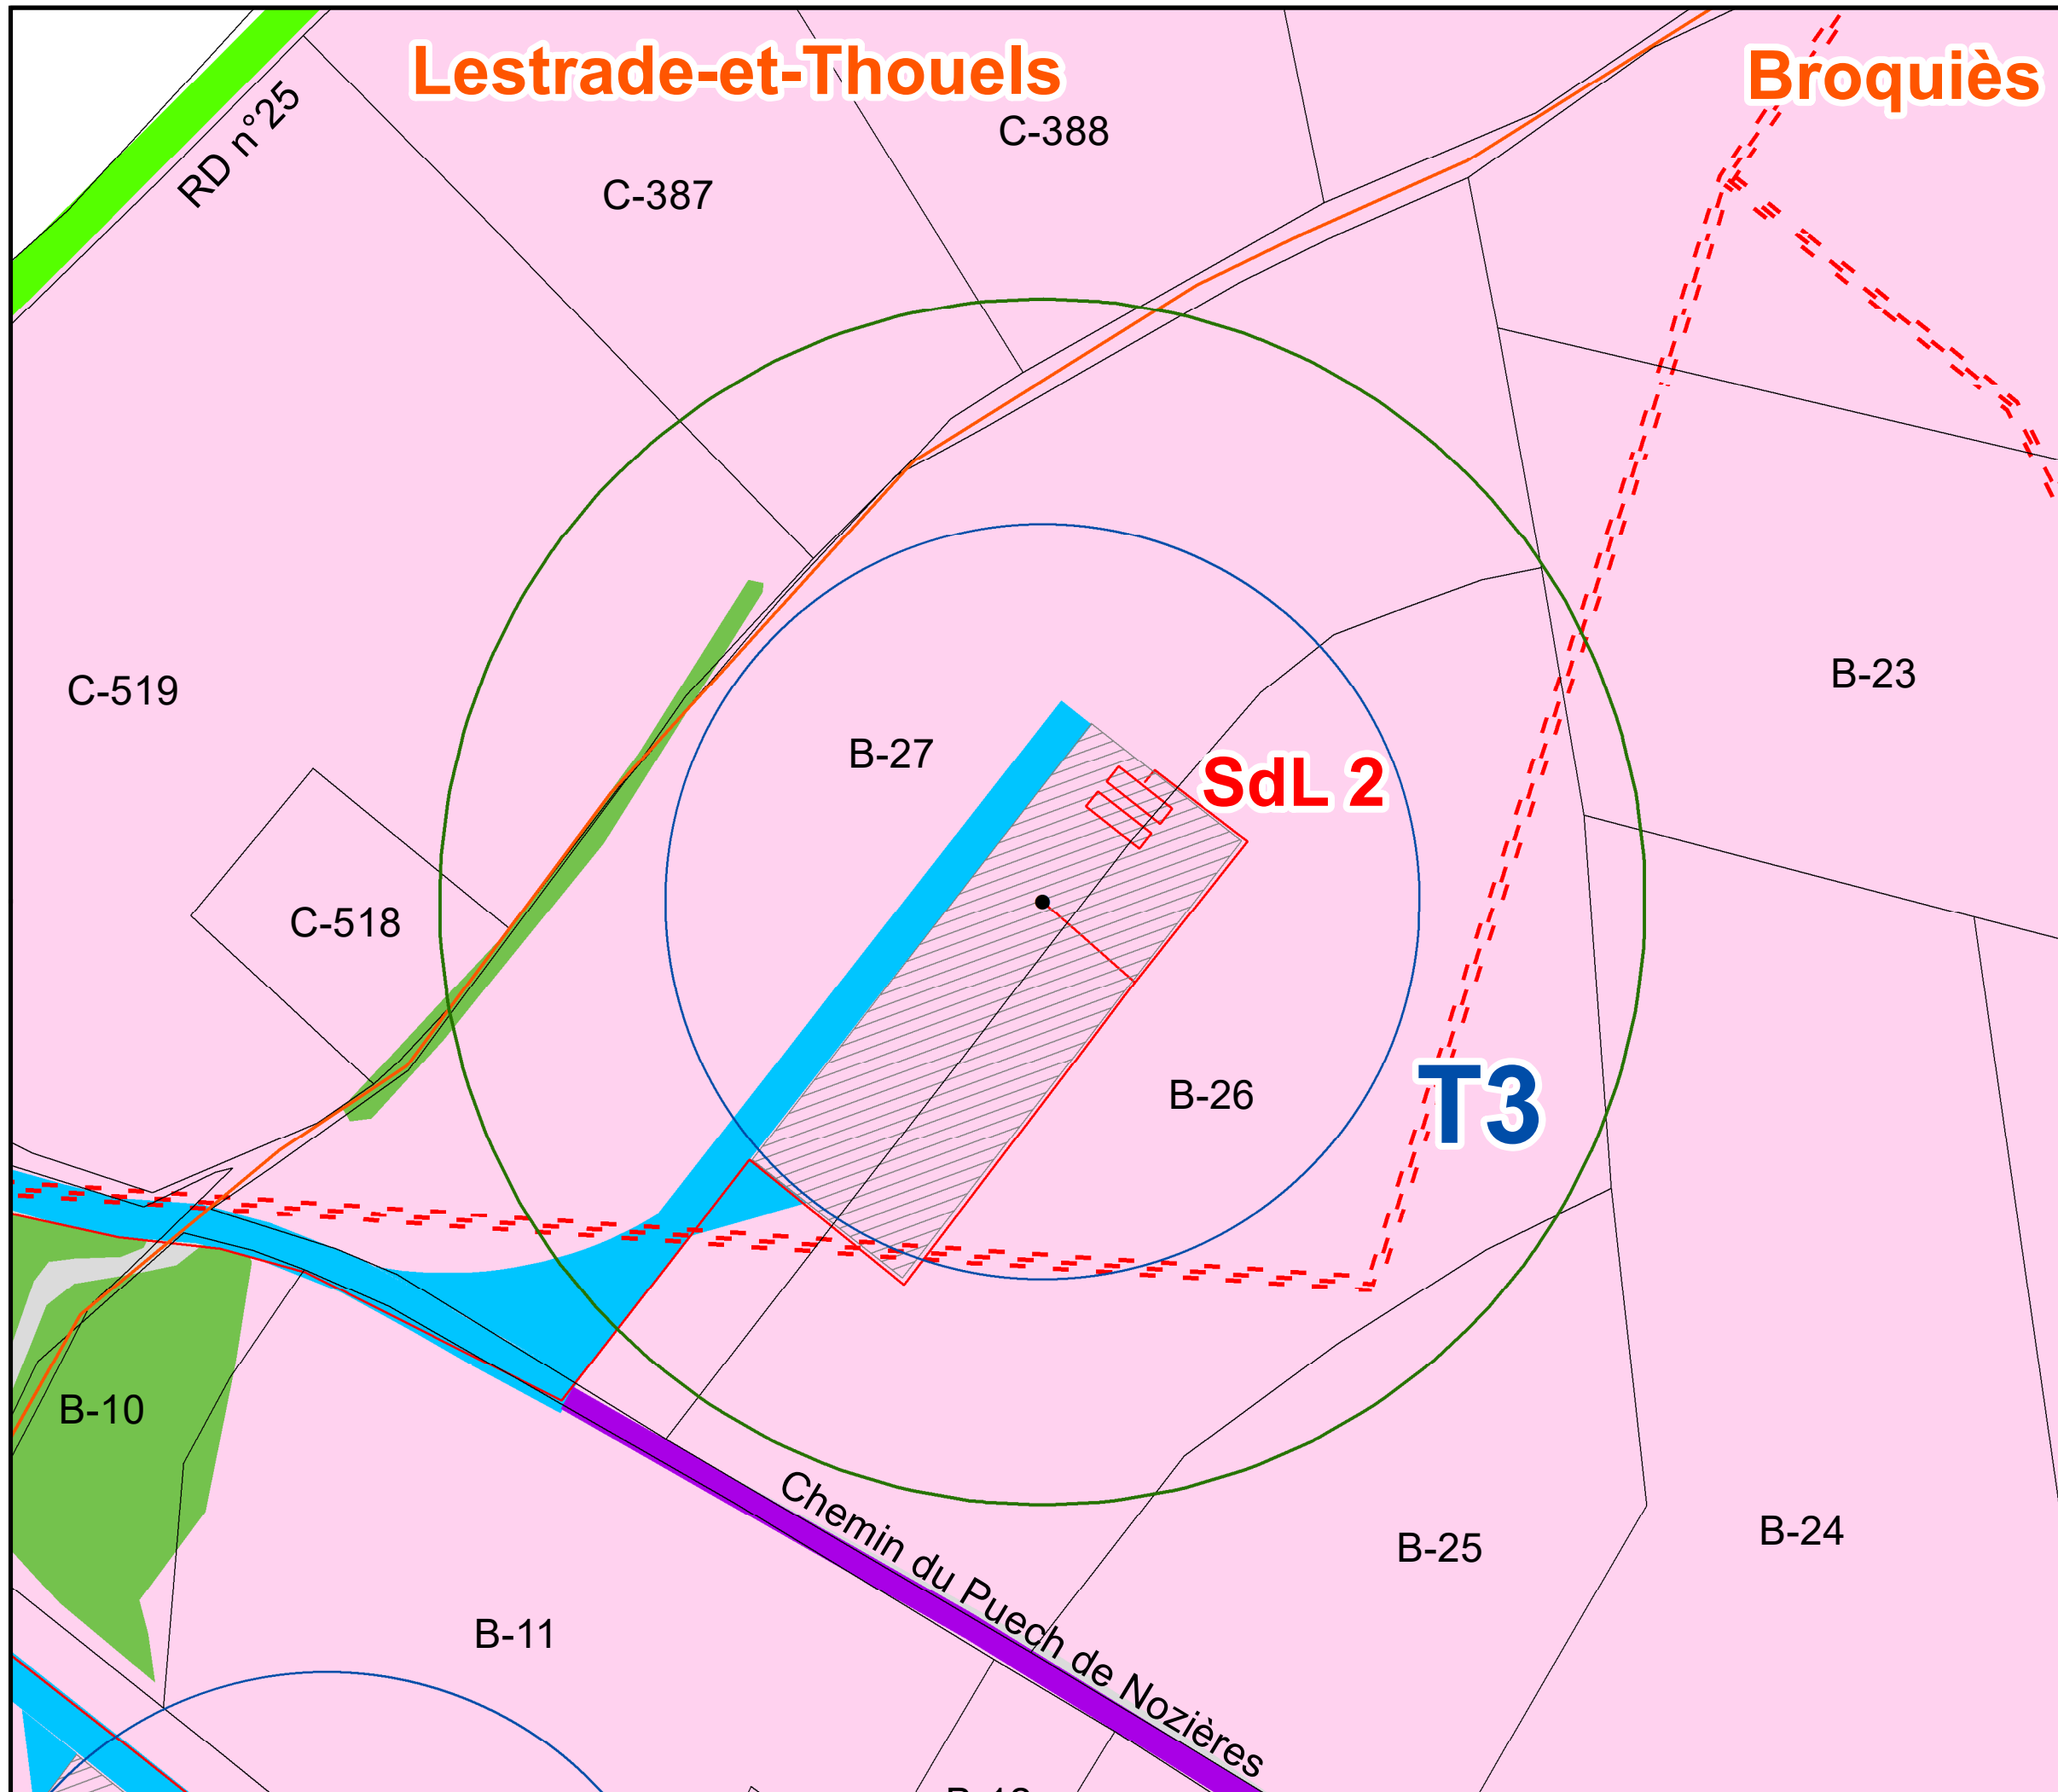 Lestrade-et-Thouels
Broquiès
RD n°25
C-388
C-387
C-519
B-23
B-27
SdL 2
C-518
B-26
T3
B-10
Chemin du Puech de Nozières
B-25
B-24
B-11